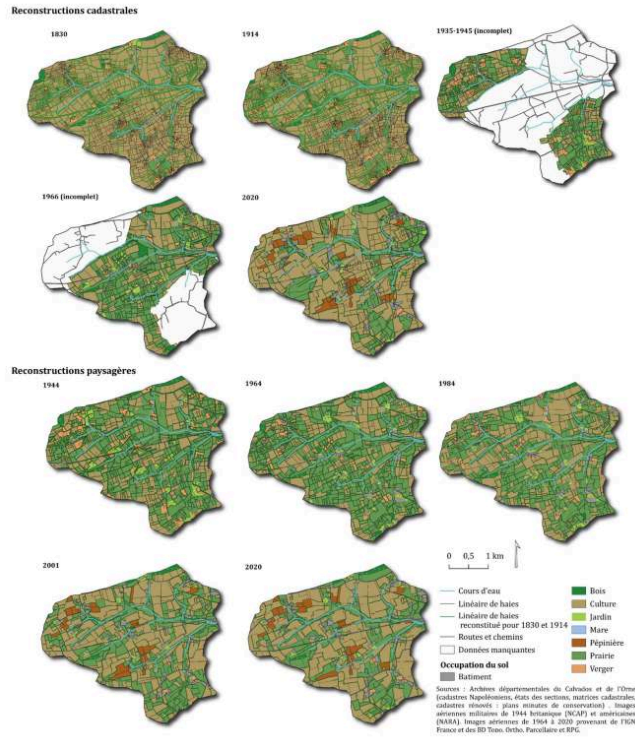 Reconstructions cadastrales
1830
1914
1935-1945 (incomplet)
1966 (incomplet)
2020
Reconstructions paysagères
1944
1964
1984
2001
2020
0 0,5 1 km
Cours d'eau
Linéaire de haies
Linéaire de haies
reconstitué pour 1830 et 1914
Routes et chemins
Données manquantes
Occupation du sol
Batiment
Bois
Culture
Jardin
Mare
Pépinière
Prairie
Verger
Sources : Archives départementales du Calvados et de l'Orne
(cadastres Napoléoniens, états des sections, matrices cadastrales,
cadastres rénovés : plans minutes de conservation) . Images
aériennes militaires de 1944 britanique (NCAP) et américaines
(NARA). Images aériennes de 1964 à 2020 provenant de l'IGN
France et des BD Topo, Ortho, Parcellaire et RPG.